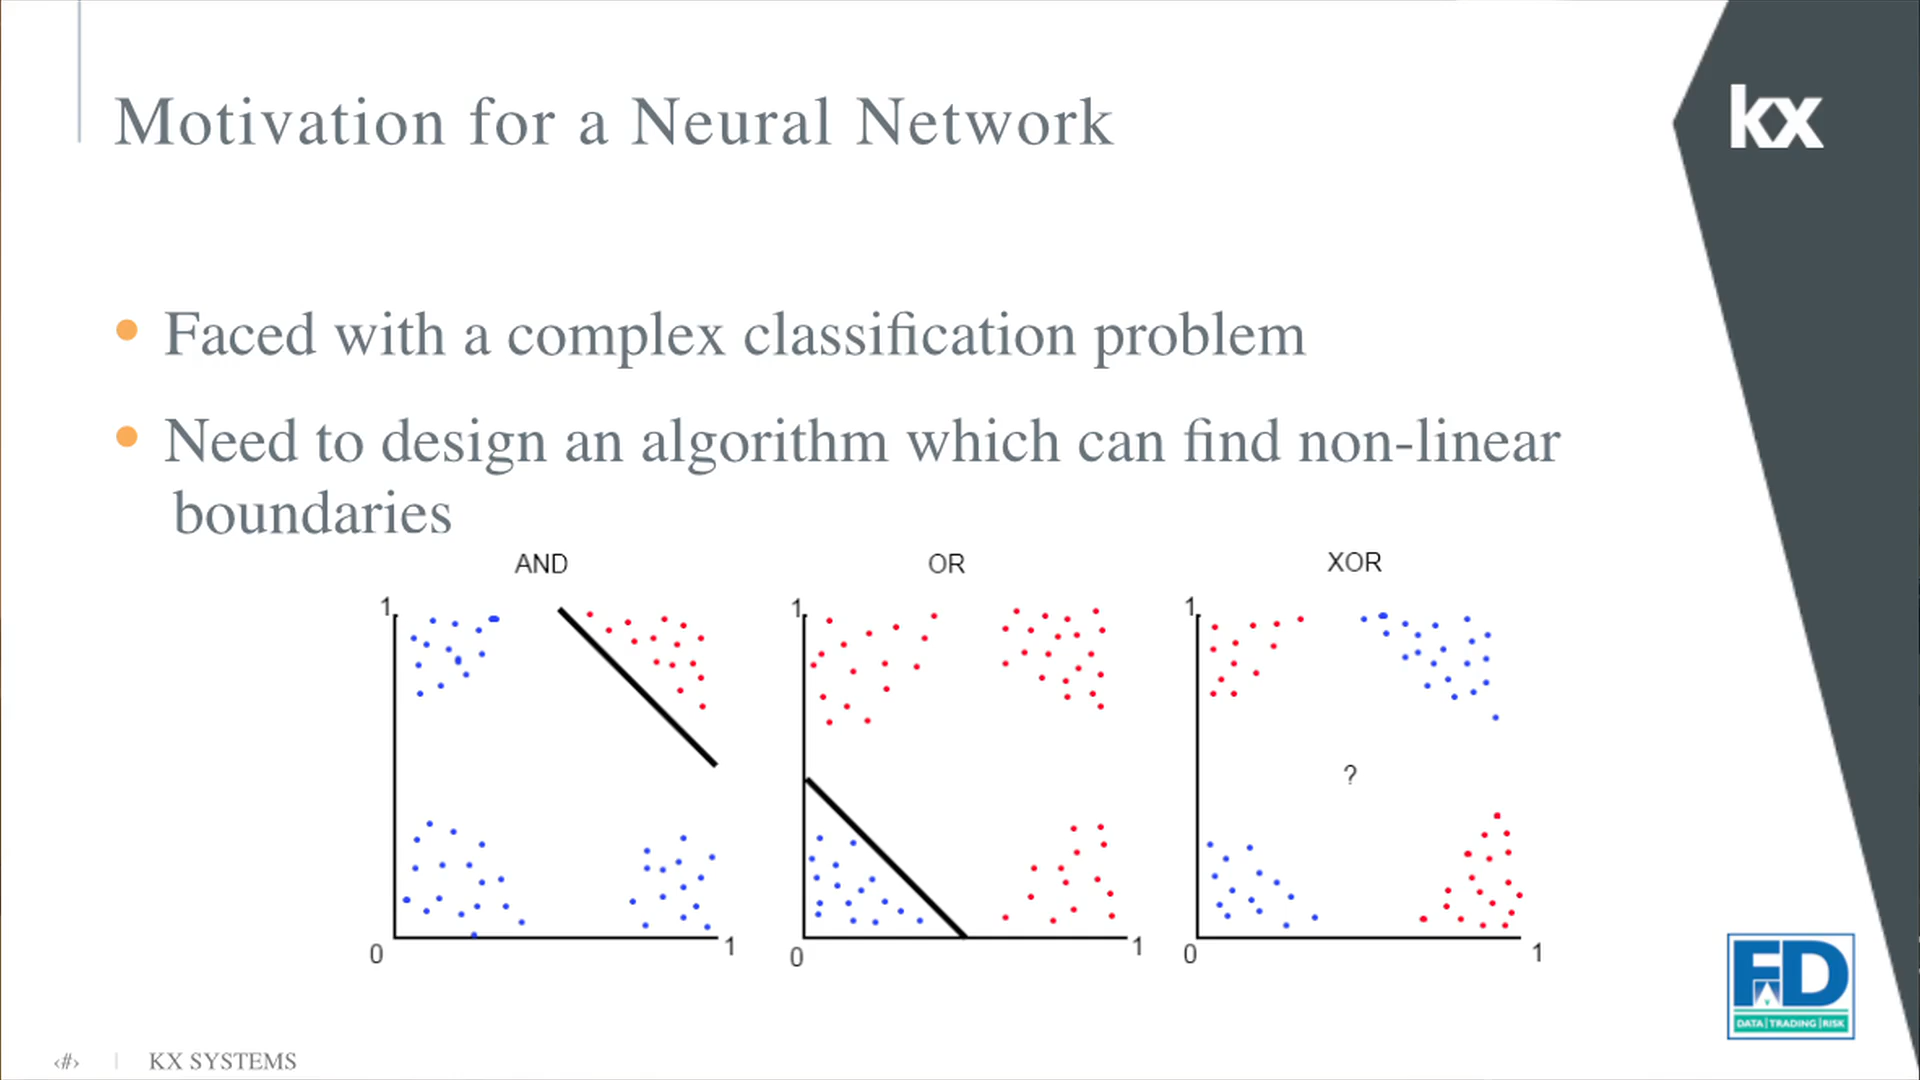 Motivation for a Neural Network
kx
• Faced with a complex classification problem
• Need to design an algorithm which can find non-linear
boundaries
AND
OR
XOR
1
1
1
?
0
1
0
1
0
1
FD
DATA | TRADING | RISK
‹#›
KX SYSTEMS